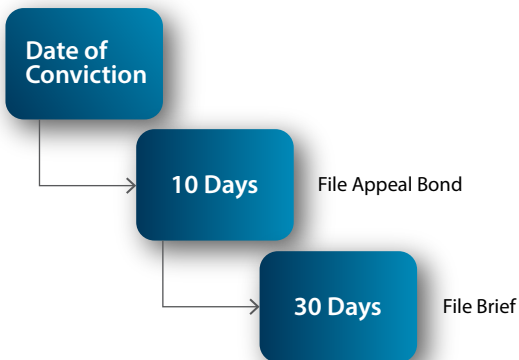 Date of
Conviction
10 Days
File Appeal Bond
30 Days
File Brief